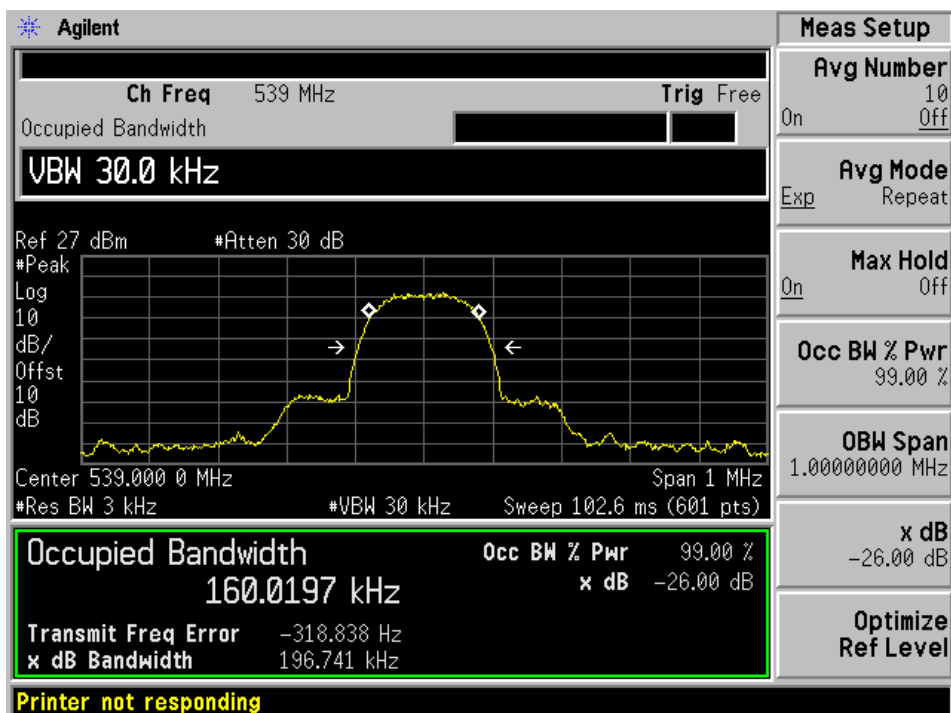 Agilent
Ch Freq 539 MHz Trig Free
Occupied Bandwidth
VBW 30.0 kHz
Ref 27 dBm #Atten 30 dB
#Peak
Log
10
dB/
Offst
10
dB
Center 539.000 0 MHz Span 1 MHz
#Res BW 3 kHz #VBW 30 kHz Sweep 102.6 ms (601 pts)
Occupied Bandwidth
160.0197 kHz
Occ BW % Pwr 99.00 %
x dB -26.00 dB
Transmit Freq Error -318.838 Hz
x dB Bandwidth 196.741 kHz
Printer not responding
Meas Setup
Avg Number
10
On Off
Avg Mode
Exp Repeat
Max Hold
On Off
Occ BW % Pwr
99.00 %
OBW Span
1.00000000 MHz
x dB
-26.00 dB
Optimize
Ref Level